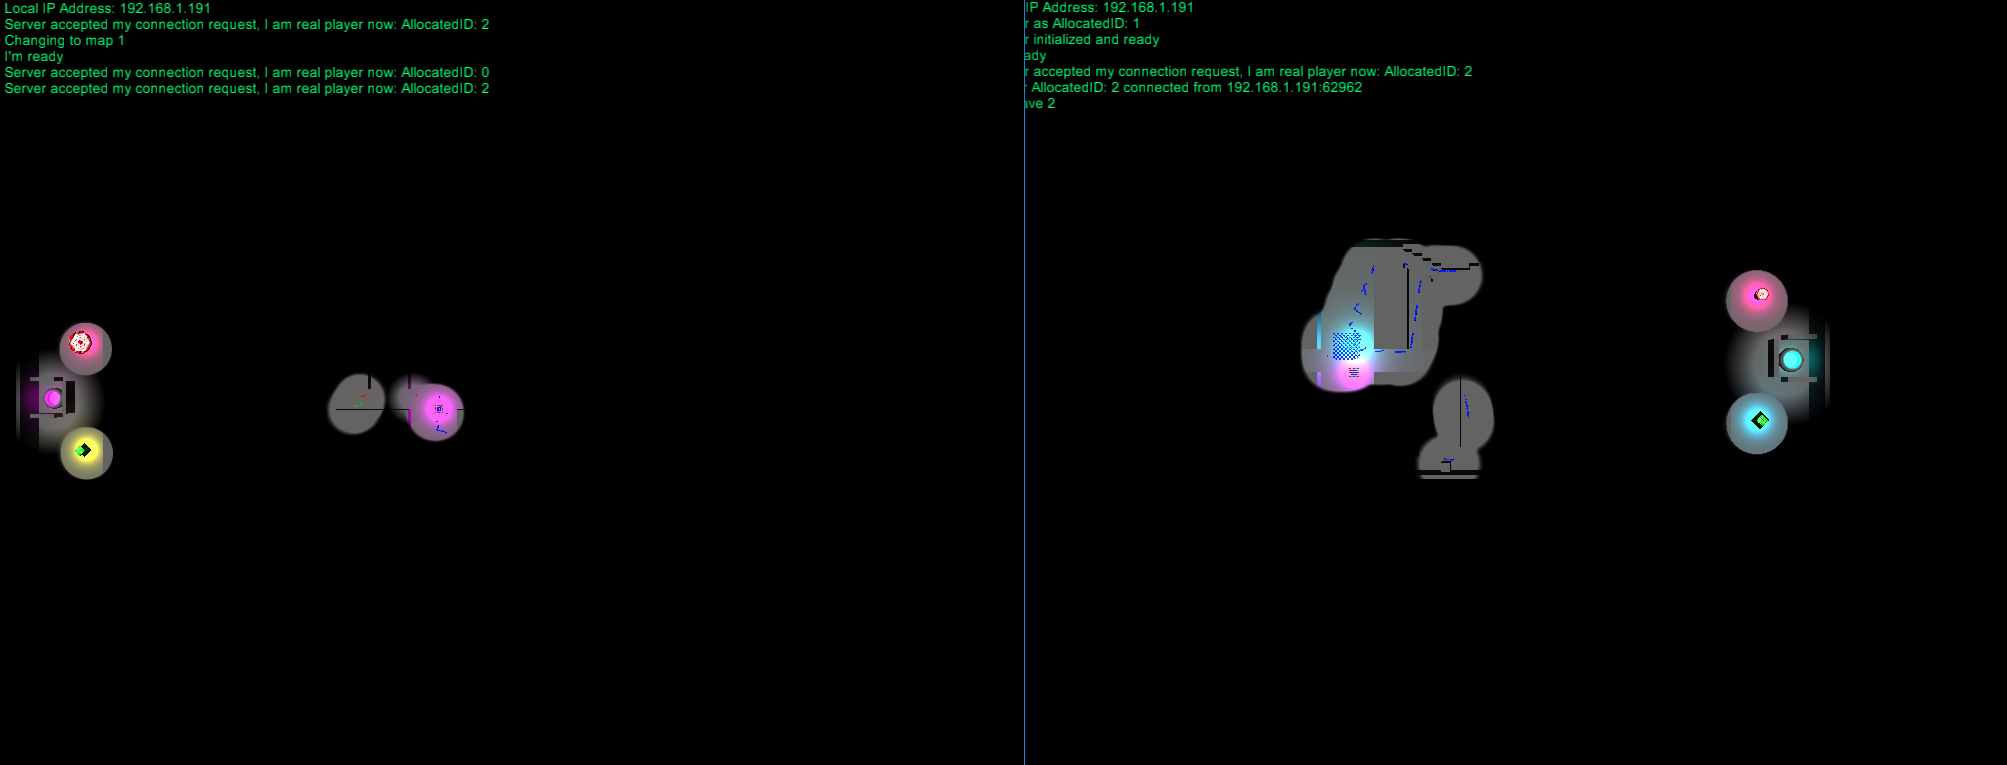 Local IP Address: 192.168.1.191
Server accepted my connection request, I am real player now: AllocatedID: 2
Changing to map 1
I'm ready
Server accepted my connection request, I am real player now: AllocatedID: 0
Server accepted my connection request, I am real player now: AllocatedID: 2
IP Address: 192.168.1.191
r as AllocatedID: 1
r initialized and ready
ady
r accepted my connection request, I am real player now: AllocatedID: 2
AllocatedID: 2 connected from 192.168.1.191:62962
ave 2